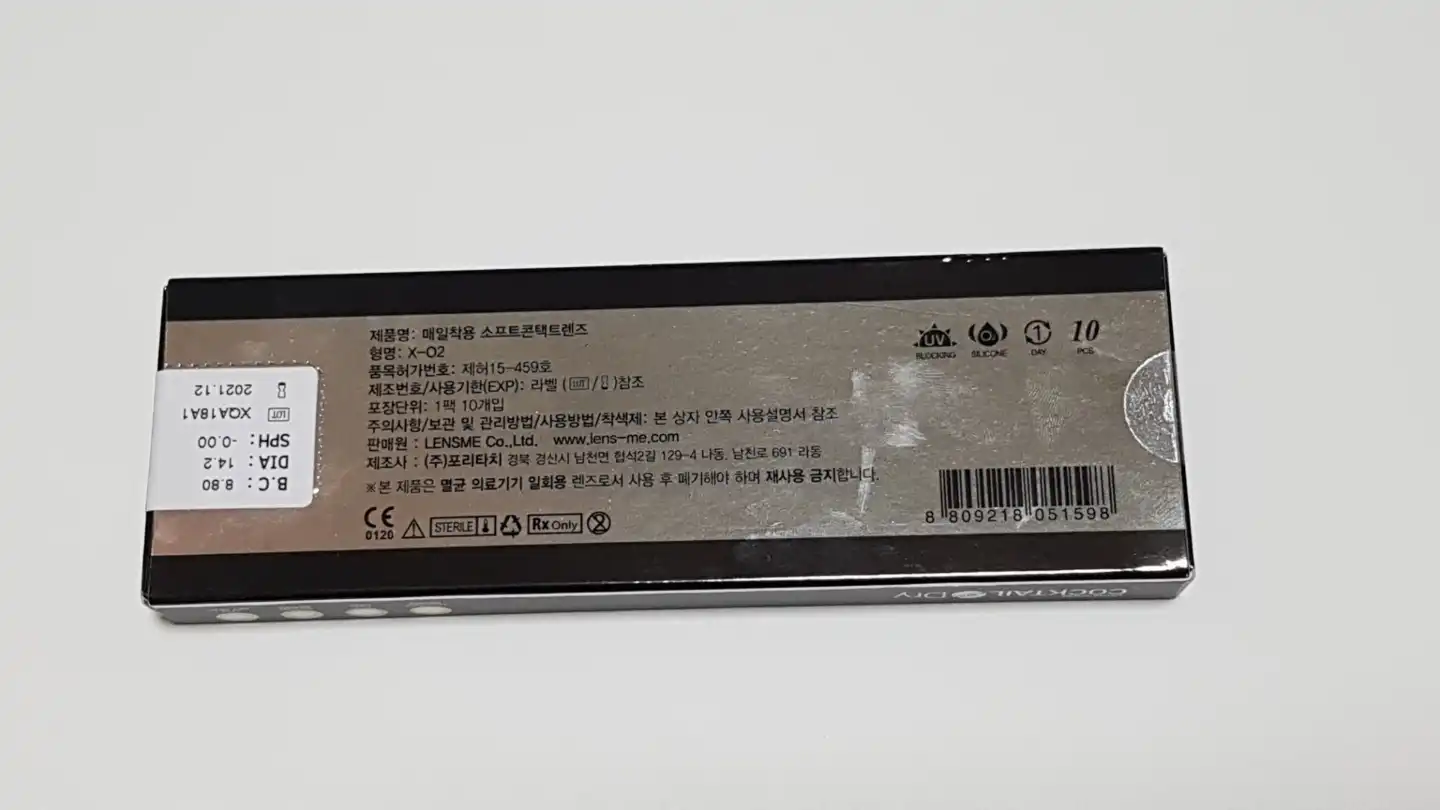 제품명: 매일착용 소프트콘택트렌즈
형명: X-O2
품목허가번호: 제허15-459호
제조번호/사용기한(EXP): 라벨 (LOT/)참조
포장단위: 1팩 10개입
주의사항/보관 및 관리방법/사용방법/착색제: 본 상자 안쪽 사용설명서 참조
판매원 : LENSME Co.,Ltd. www.lens-me.com
제조사 : (주)포리타치 경북 경산시 남천면 협석2길 129-4 나동, 남천로 691 라동
※본 제품은 멸균 의료기기 일회용 렌즈로서 사용 후 폐기해야 하며 재사용 금지합니다.
CE 0120 STERILE Rx Only
UV BLOCKING
O2 SILICONE
1 DAY
10 PCS
8 809218 051598
B.C : 8.80
DIA : 14.2
SPH : -0.00
LOT XQA18A1
2021.12
COCKTAIL Dry